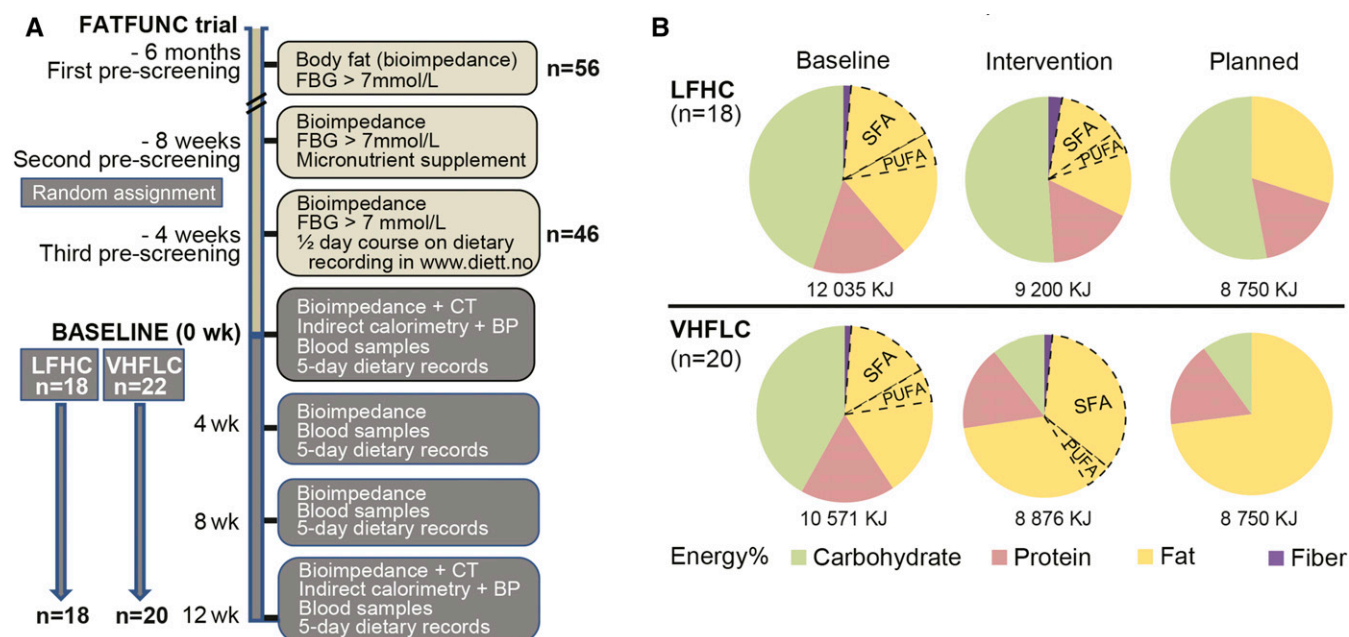 A
FATFUNC trial
- 6 months
First pre-screening
Body fat (bioimpedance)
FBG > 7mmol/L
n=56
- 8 weeks
Second pre-screening
Random assignment
Bioimpedance
FBG > 7mmol/L
Micronutrient supplement
- 4 weeks
Third pre-screening
Bioimpedance
FBG > 7 mmol/L
½ day course on dietary
recording in www.diett.no
n=46
BASELINE (0 wk)
Bioimpedance + CT
Indirect calorimetry + BP
Blood samples
5-day dietary records
LFHC
n=18
VHFLC
n=22
4 wk
Bioimpedance
Blood samples
5-day dietary records
8 wk
Bioimpedance
Blood samples
5-day dietary records
n=18
n=20
12 wk
Bioimpedance + CT
Indirect calorimetry + BP
Blood samples
5-day dietary records
B
Baseline
Intervention
Planned
LFHC
(n=18)
SFA
PUFA
SFA
PUFA
12 035 KJ
9 200 KJ
8 750 KJ
VHFLC
(n=20)
SFA
PUFA
SFA
PUFA
10 571 KJ
8 876 KJ
8 750 KJ
Energy%
Carbohydrate
Protein
Fat
Fiber